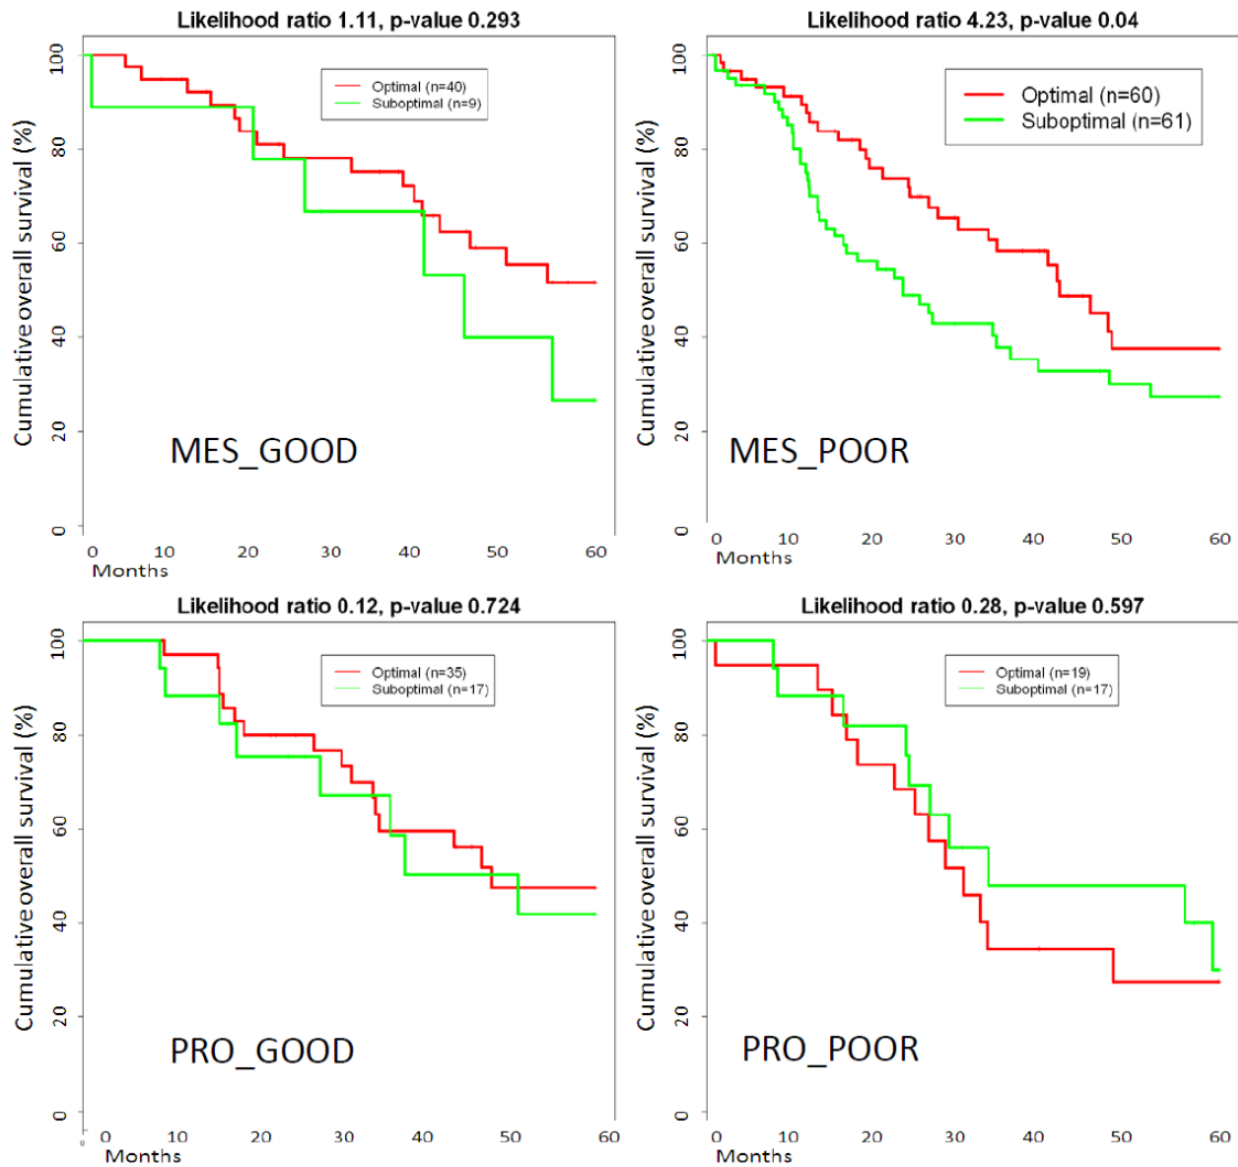 Likelihood ratio 1.11, p-value 0.293
Cumulative overall survival (%)
100
80
60
40
20
0
Optimal (n=40)
Suboptimal (n=9)
MES_GOOD
0 10 20 30 40 50 60
Months
Likelihood ratio 4.23, p-value 0.04
Cumulative overall survival (%)
100
80
60
40
20
0
Optimal (n=60)
Suboptimal (n=61)
MES_POOR
0 10 20 30 40 50 60
Months
Likelihood ratio 0.12, p-value 0.724
Cumulative overall survival (%)
100
80
60
40
20
0
Optimal (n=35)
Suboptimal (n=17)
PRO_GOOD
0 0 10 20 30 40 50 60
Months
Likelihood ratio 0.28, p-value 0.597
Cumulative overall survival (%)
100
80
60
40
20
0
Optimal (n=19)
Suboptimal (n=17)
PRO_POOR
0 10 20 30 40 50 60
Months